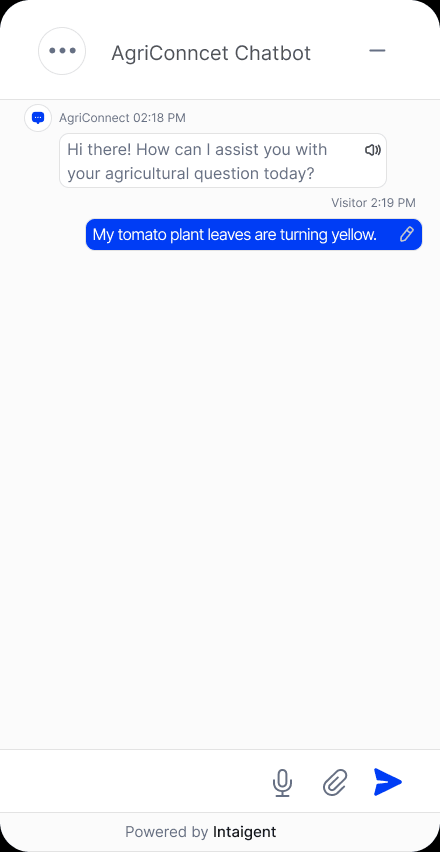 AgriConncet Chatbot
AgriConnect 02:18 PM
Hi there! How can I assist you with
your agricultural question today?
Visitor 2:19 PM
My tomato plant leaves are turning yellow.
Powered by Intaigent